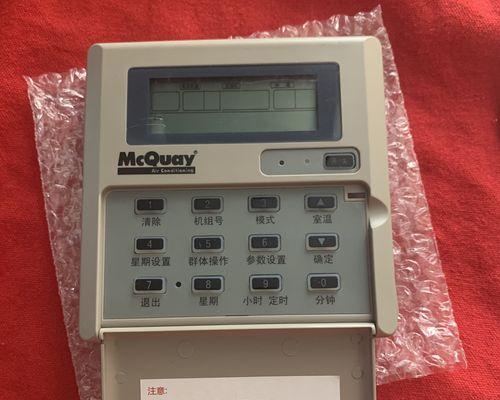 McQuay®
Air Conditioning
1 2 3 ▲
清除 机组号 模式 室温
4 5 6 ▼
星期设置 群体操作 参数设置 确定
7 8 9 0
退出 星期 小时 定时 分钟
注意: